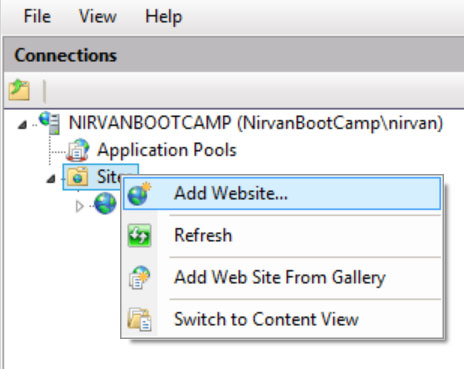 File View Help
Connections
NIRVANBOOTCAMP (NirvanBootCamp\nirvan)
Application Pools
Sites
Add Website...
Refresh
Add Web Site From Gallery
Switch to Content View